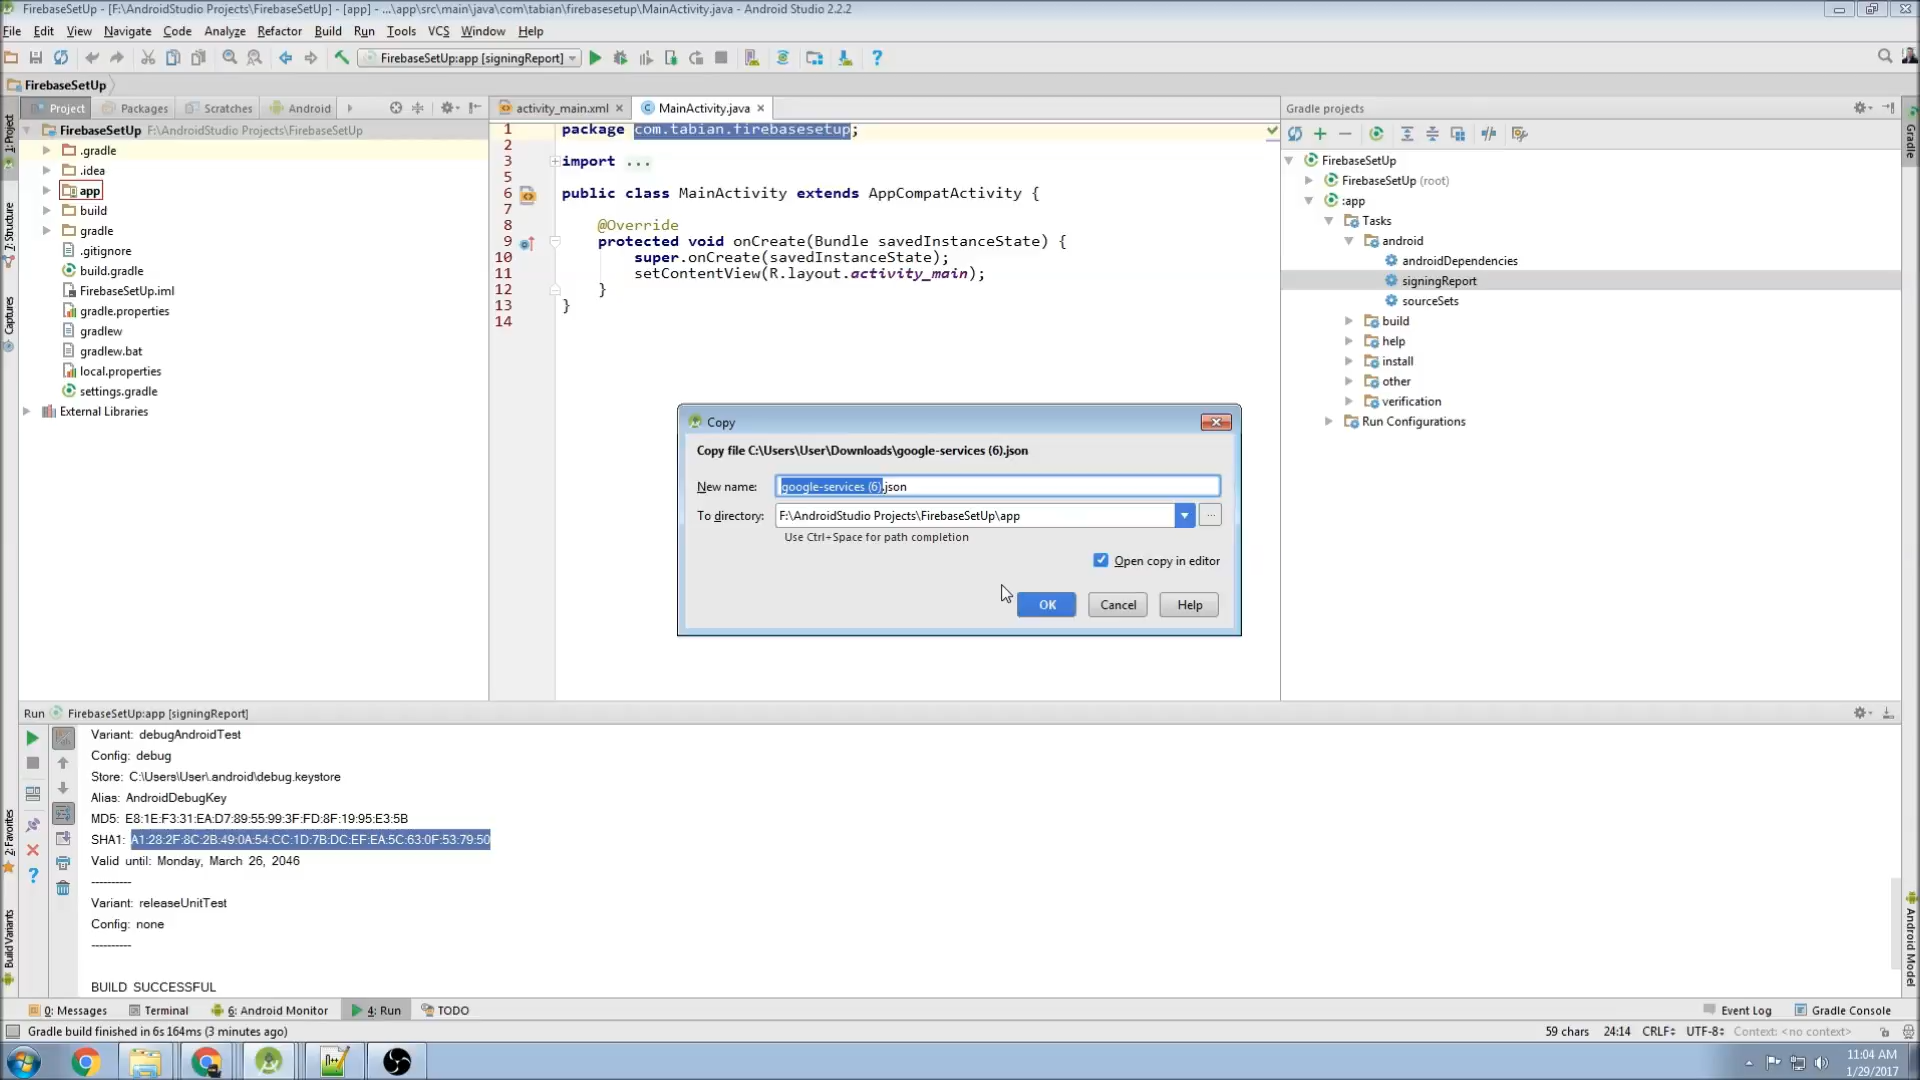 FirebaseSetUp - [F:\AndroidStudio Projects\FirebaseSetUp] - [app] - ...\app\src\main\java\com\tabian\firebasesetup\MainActivity.java - Android Studio 2.2.2
File Edit View Navigate Code Analyze Refactor Build Run Tools VCS Window Help
FirebaseSetUp:app [signingReport]
FirebaseSetUp
Project Packages Scratches Android
activity_main.xml MainActivity.java
Gradle projects
1: Project
7: Structure
Captures
2: Favorites
Build Variants
FirebaseSetUp F:\AndroidStudio Projects\FirebaseSetUp
.gradle
.idea
app
build
gradle
.gitignore
build.gradle
FirebaseSetUp.iml
gradle.properties
gradlew
gradlew.bat
local.properties
settings.gradle
External Libraries
1 package com.tabian.firebasesetup;
2
3 import ...
5
6 public class MainActivity extends AppCompatActivity {
7
8 @Override
9 protected void onCreate(Bundle savedInstanceState) {
10 super.onCreate(savedInstanceState);
11 setContentView(R.layout.activity_main);
12 }
13 }
14
FirebaseSetUp
FirebaseSetUp (root)
:app
Tasks
android
androidDependencies
signingReport
sourceSets
build
help
install
other
verification
Run Configurations
Gradle
Android Model
Copy
Copy file C:\Users\User\Downloads\google-services (6).json
New name: google-services (6).json
To directory: F:\AndroidStudio Projects\FirebaseSetUp\app
...
Use Ctrl+Space for path completion
Open copy in editor
OK Cancel Help
Run FirebaseSetUp:app [signingReport]
Variant: debugAndroidTest
Config: debug
Store: C:\Users\User\.android\debug.keystore
Alias: AndroidDebugKey
MD5: E8:1E:F3:31:EA:D7:89:55:99:3F:FD:8F:19:95:E3:5B
SHA1: A1:28:2F:8C:2B:49:0A:54:CC:1D:7B:DC:EF:EA:5C:63:0F:53:79:50
Valid until: Monday, March 26, 2046
----------
Variant: releaseUnitTest
Config: none
----------
BUILD SUCCESSFUL
0: Messages Terminal 6: Android Monitor 4: Run TODO Event Log Gradle Console
Gradle build finished in 6s 164ms (3 minutes ago) 59 chars 24:14 CRLF÷ UTF-8÷ Context: <no context>
11:04 AM
1/29/2017